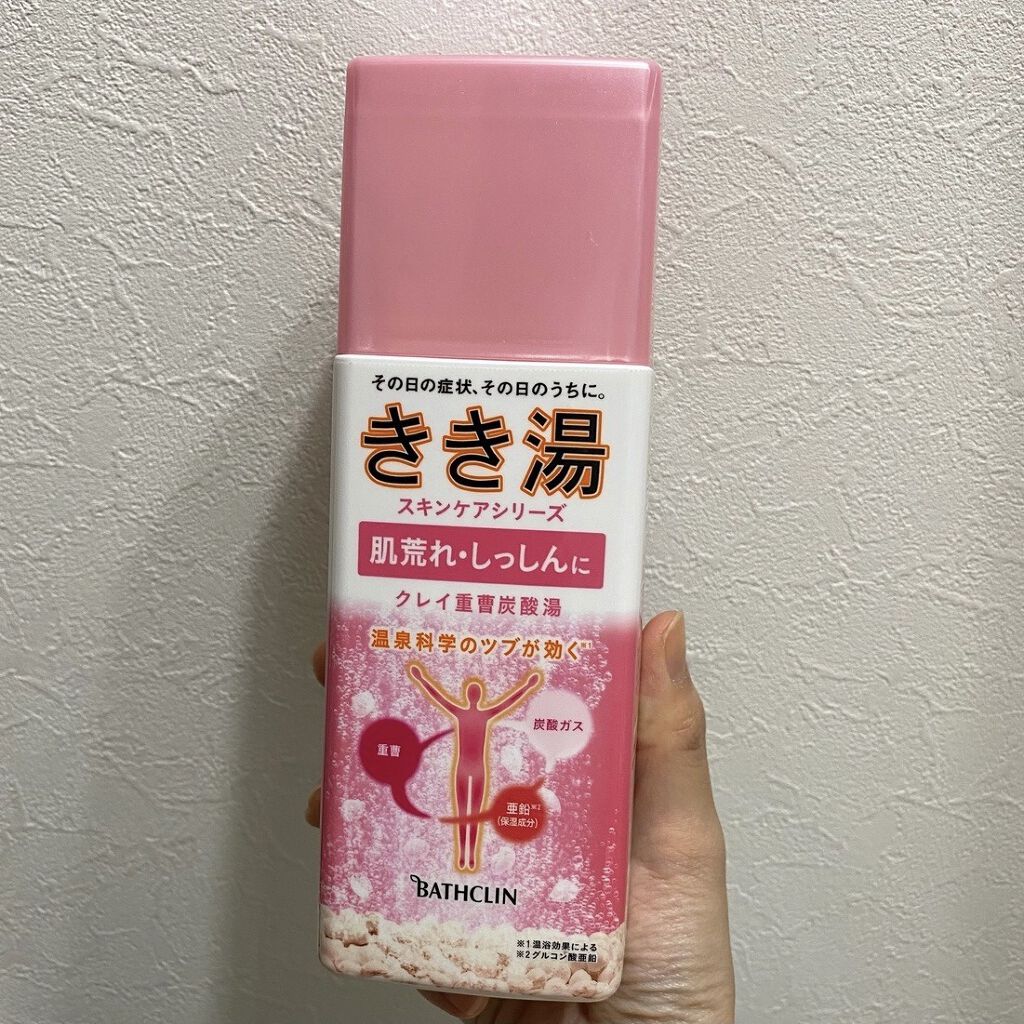 その日の症状、その日のうちに。
きき湯
スキンケアシリーズ
肌荒れ・しっしんに
クレイ重曹炭酸湯
温泉科学のツブが効く※1
炭酸ガス
重曹
亜鉛※2
(保湿成分)
BATHCLIN
※1 温浴効果による
※2 グルコン酸亜鉛